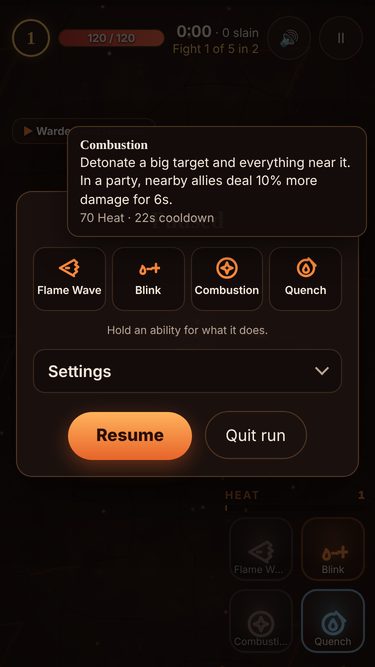 1
120 / 120
0:00 · 0 slain
Fight 1 of 5 in 2
Combustion
Detonate a big target and everything near it.
In a party, nearby allies deal 10% more
damage for 6s.
70 Heat · 22s cooldown
Paused
Flame Wave
Blink
Combustion
Quench
Hold an ability for what it does.
Settings
Resume
Quit run
HEAT
1
Flame W...
Blink
Combusti...
Quench